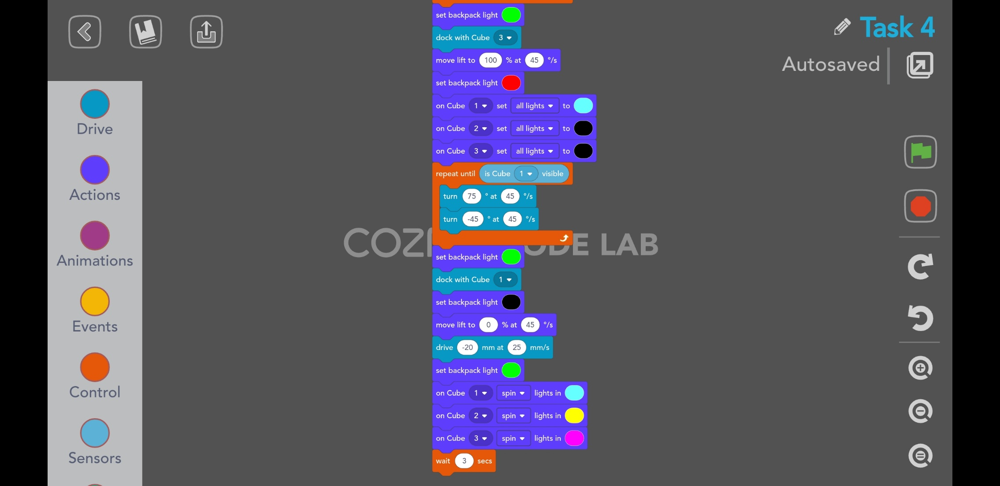 Task 4
Autosaved
Drive
Actions
Animations
Events
Control
Sensors
set backpack light
dock with Cube 3
move lift to 100 % at 45 °/s
set backpack light
on Cube 1 set all lights to
on Cube 2 set all lights to
on Cube 3 set all lights to
repeat until is Cube 1 visible
turn 75 ° at 45 °/s
turn -45 ° at 45 °/s
set backpack light
dock with Cube 1
set backpack light
move lift to 0 % at 45 °/s
drive -20 mm at 25 mm/s
set backpack light
on Cube 1 spin lights in
on Cube 2 spin lights in
on Cube 3 spin lights in
wait 3 secs
LAB